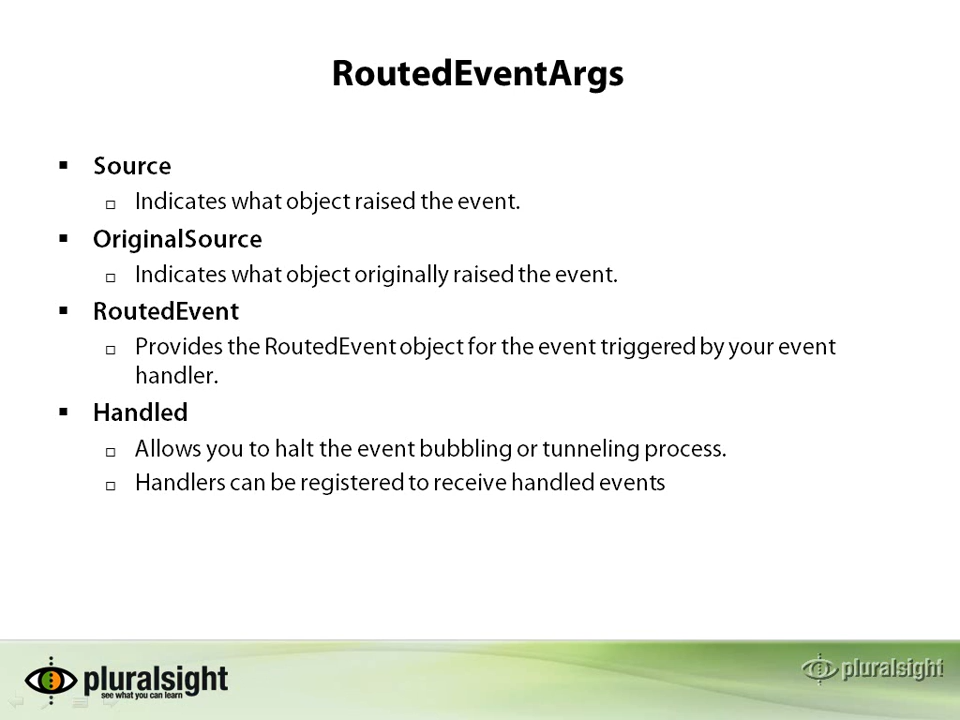 RoutedEventArgs
Source
Indicates what object raised the event.
OriginalSource
Indicates what object originally raised the event.
RoutedEvent
Provides the RoutedEvent object for the event triggered by your event
handler.
Handled
Allows you to halt the event bubbling or tunneling process.
Handlers can be registered to receive handled events
pluralsight
see what you can learn
pluralsight